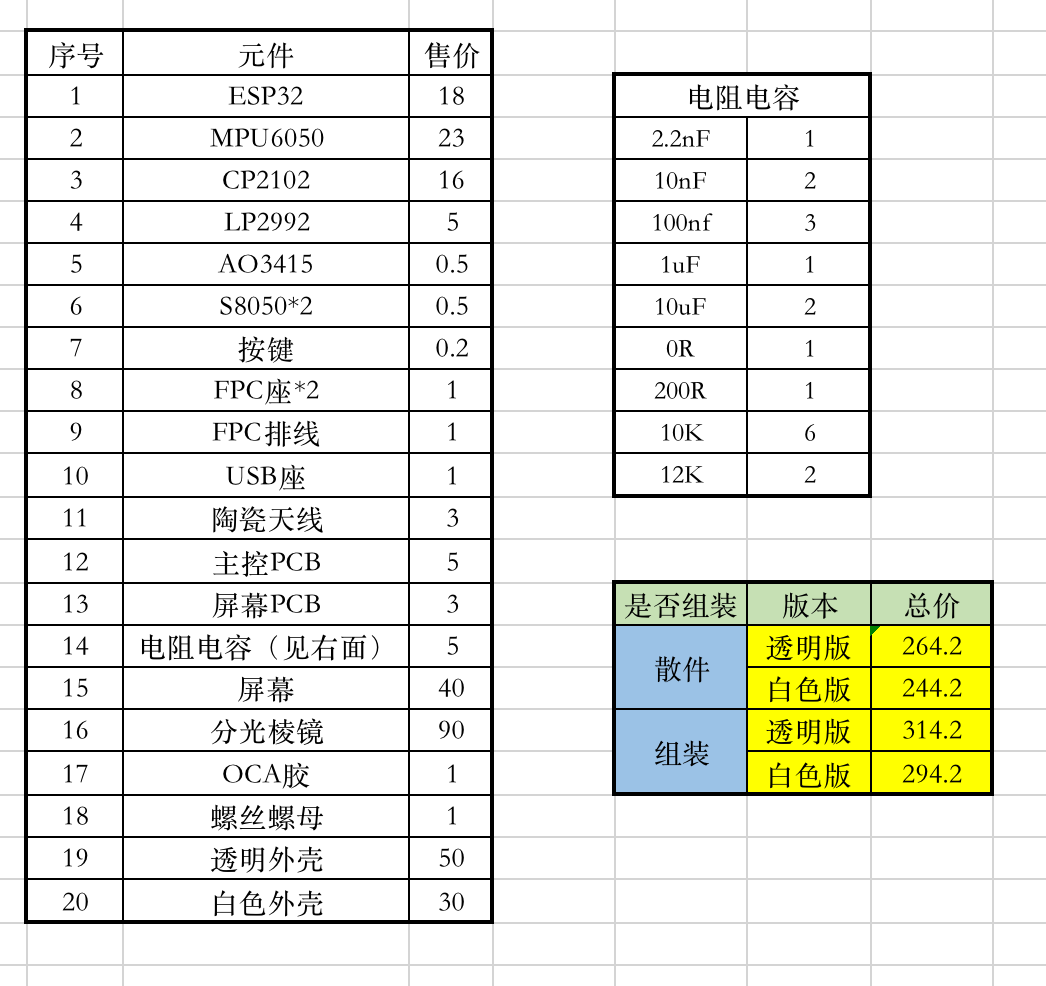 序号 元件 售价
1 ESP32 18
2 MPU6050 23
3 CP2102 16
4 LP2992 5
5 AO3415 0.5
6 S8050*2 0.5
7 按键 0.2
8 FPC座*2 1
9 FPC排线 1
10 USB座 1
11 陶瓷天线 3
12 主控PCB 5
13 屏幕PCB 3
14 电阻电容（见右面） 5
15 屏幕 40
16 分光棱镜 90
17 OCA胶 1
18 螺丝螺母 1
19 透明外壳 50
20 白色外壳 30
电阻电容
2.2nF 1
10nF 2
100nf 3
1uF 1
10uF 2
0R 1
200R 1
10K 6
12K 2
是否组装 版本 总价
散件 透明版 264.2
白色版 244.2
组装 透明版 314.2
白色版 294.2